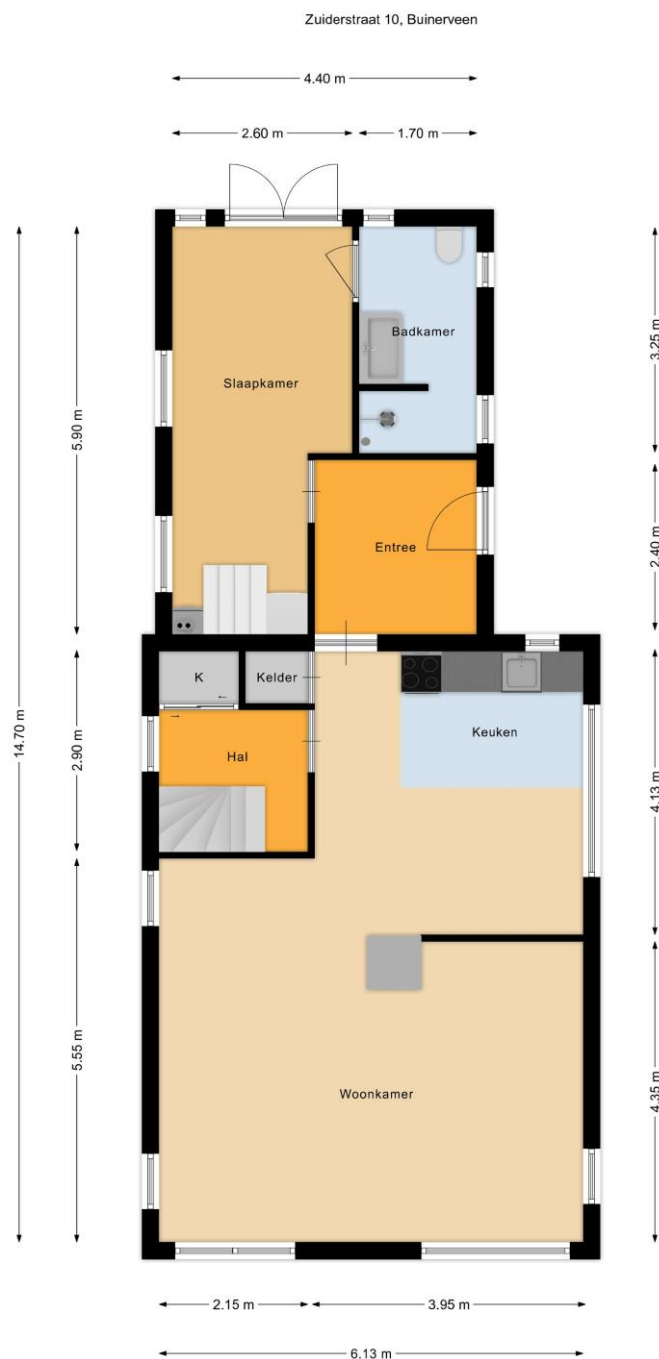 Zuiderstraat 10, Buinerveen
4.40 m
2.60 m
1.70 m
Badkamer
3.25 m
Slaapkamer
5.90 m
2.40 m
Entree
K
Kelder
14.70 m
2.90 m
Keuken
Hal
4.13 m
5.55 m
Woonkamer
4.35 m
2.15 m
3.95 m
6.13 m